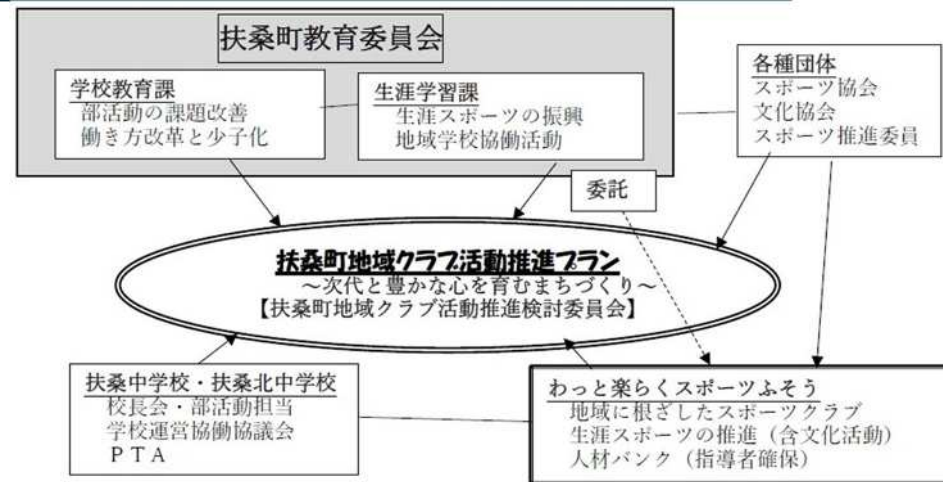 扶桑町教育委員会
学校教育課
部活動の課題改善
働き方改革と少子化
生涯学習課
生涯スポーツの振興
地域学校協働活動
各種団体
スポーツ協会
文化協会
スポーツ推進委員
委託
扶桑町地域クラブ活動推進プラン
～次代と豊かな心を育むまちづくり～
【扶桑町地域クラブ活動推進検討委員会】
扶桑中学校・扶桑北中学校
校長会・部活動担当
学校運営協働協議会
ＰＴＡ
わっと楽らくスポーツふそう
地域に根ざしたスポーツクラブ
生涯スポーツの推進（含文化活動）
人材バンク（指導者確保）